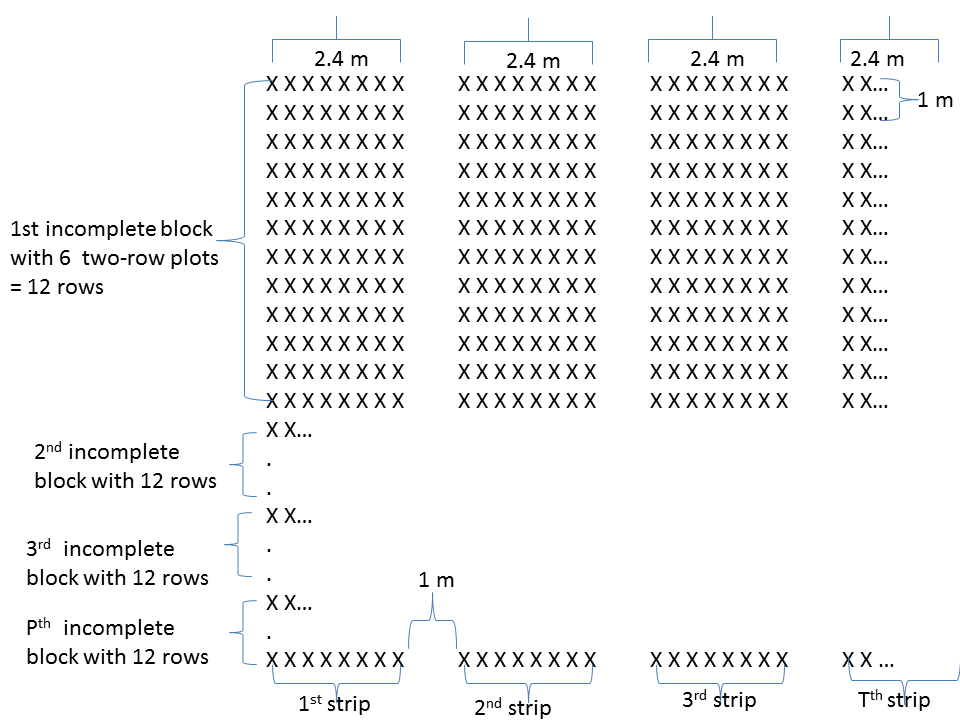 2.4 m 2.4 m 2.4 m 2.4 m
X X X X X X X X X X X X X X X X X X X X X X X X X X...
1 m
X X X X X X X X X X X X X X X X X X X X X X X X X X...
X X X X X X X X X X X X X X X X X X X X X X X X X X...
X X X X X X X X X X X X X X X X X X X X X X X X X X...
X X X X X X X X X X X X X X X X X X X X X X X X X X...
1st incomplete block
with 6 two-row plots
= 12 rows
X X X X X X X X X X X X X X X X X X X X X X X X X X...
X X X X X X X X X X X X X X X X X X X X X X X X X X...
X X X X X X X X X X X X X X X X X X X X X X X X X X...
X X X X X X X X X X X X X X X X X X X X X X X X X X...
X X X X X X X X X X X X X X X X X X X X X X X X X X...
X X X X X X X X X X X X X X X X X X X X X X X X X X...
X X X X X X X X X X X X X X X X X X X X X X X X X X...
X X...
2nd incomplete
block with 12 rows
.
.
X X...
3rd incomplete
block with 12 rows
.
.
1 m
X X...
Pth incomplete
block with 12 rows
.
X X X X X X X X X X X X X X X X X X X X X X X X X X ...
1st strip 2nd strip 3rd strip Tth strip